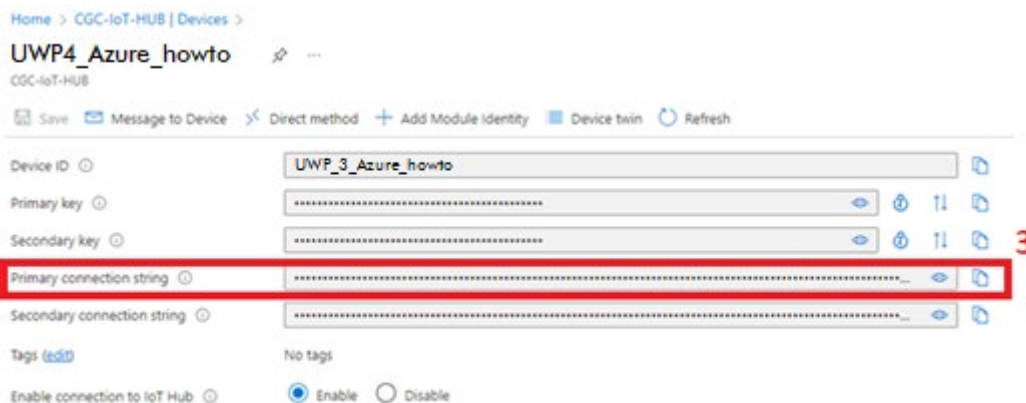 Home > CGC-IoT-HUB | Devices >
UWP4_Azure_howto ...
CGC-IoT-HUB
Save Message to Device Direct method Add Module Identity Device twin Refresh
Device ID UWP_3_Azure_howto
Primary key ••••••••••••••••••••••••••••••••••••••••••••
Secondary key ••••••••••••••••••••••••••••••••••••••••••••
3
Primary connection string ••••••••••••••••••••••••••••••••••••••••••••••••••••••••••••••••••••••••••••••••••••••••••••••••••••••••...
Secondary connection string ••••••••••••••••••••••••••••••••••••••••••••••••••••••••••••••••••••••••••••••••••••••••••••••••••••••••...
Tags (edit) No tags
Enable connection to IoT Hub Enable Disable